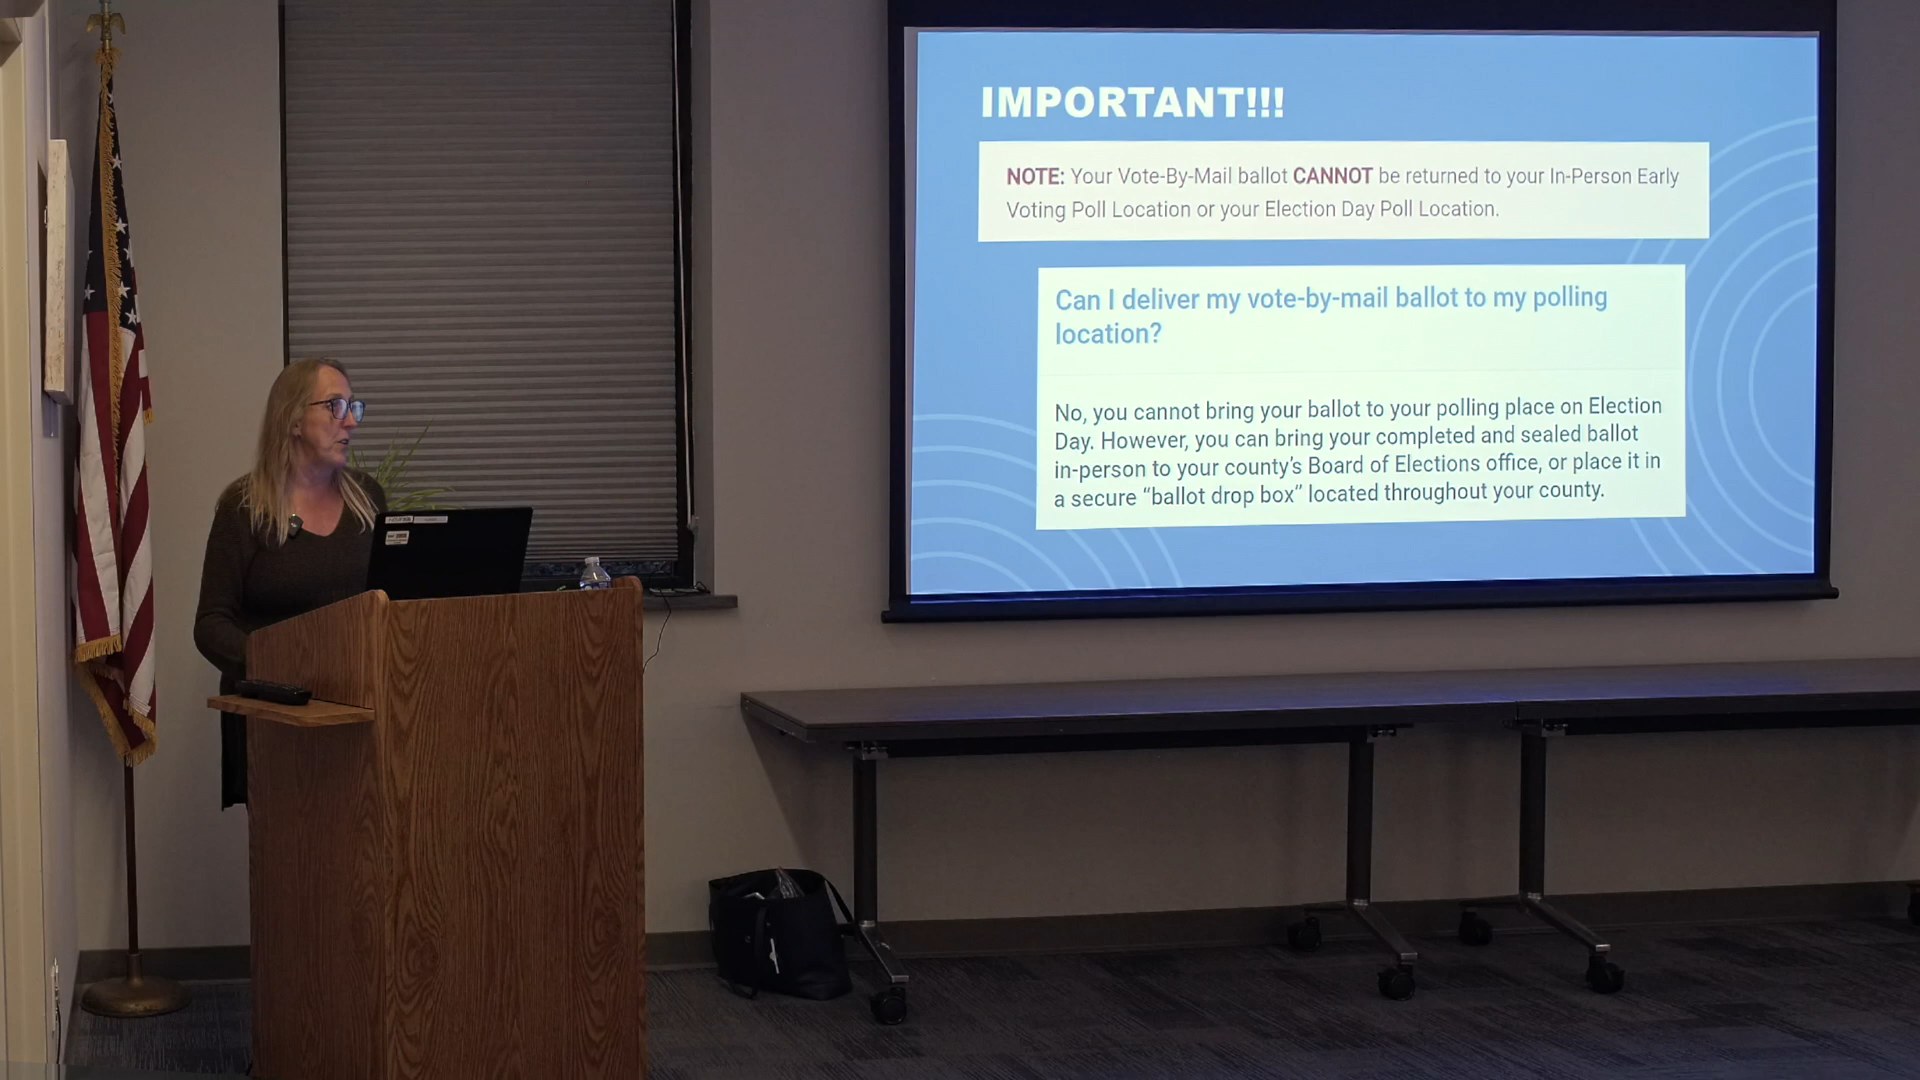 IMPORTANT!!!
NOTE: Your Vote-By-Mail ballot CANNOT be returned to your In-Person Early
Voting Poll Location or your Election Day Poll Location.
Can I deliver my vote-by-mail ballot to my polling
location?
No, you cannot bring your ballot to your polling place on Election
Day. However, you can bring your completed and sealed ballot
in-person to your county’s Board of Elections office, or place it in
a secure “ballot drop box” located throughout your county.